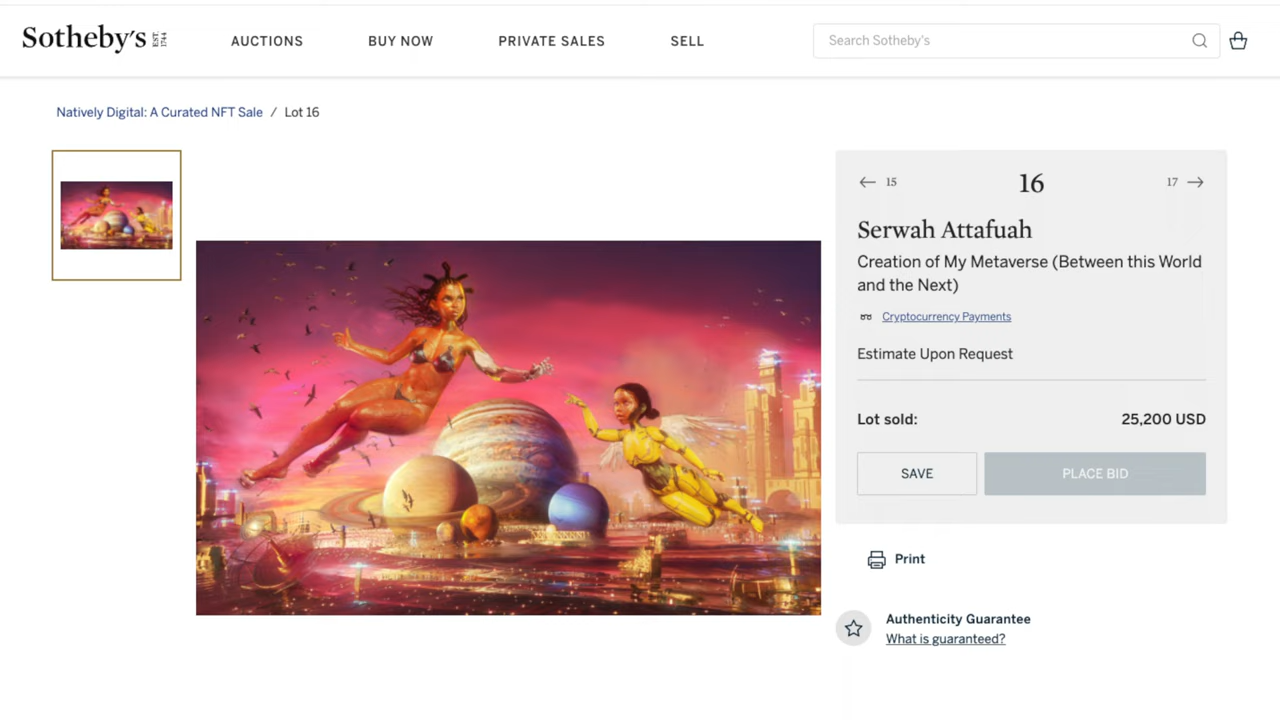 Sotheby's EST. 1744
AUCTIONS
BUY NOW
PRIVATE SALES
SELL
Search Sotheby's
Natively Digital: A Curated NFT Sale / Lot 16
15
16
17
Serwah Attafuah
Creation of My Metaverse (Between this World
and the Next)
Cryptocurrency Payments
Estimate Upon Request
Lot sold: 25,200 USD
SAVE
PLACE BID
Print
Authenticity Guarantee
What is guaranteed?